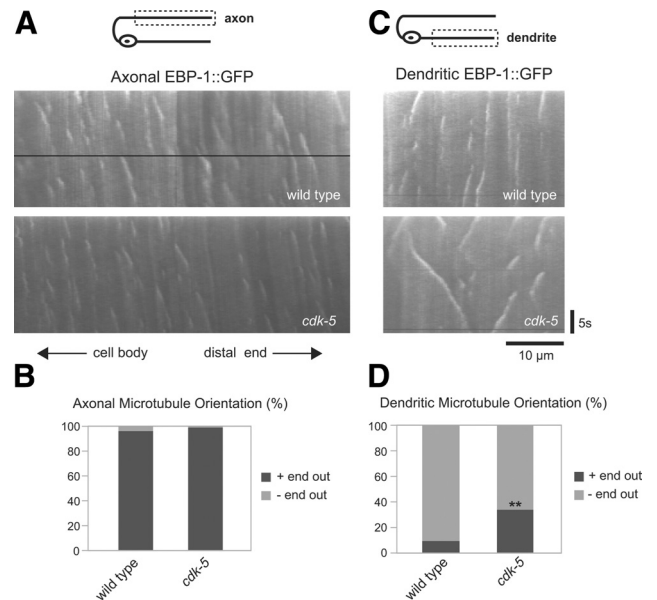 A
axon
Axonal EBP-1::GFP
wild type
cdk-5
cell body
distal end
B
Axonal Microtubule Orientation (%)
100
80
60
40
20
0
+ end out
- end out
wild type
cdk-5
C
dendrite
Dendritic EBP-1::GFP
wild type
cdk-5
5s
10 µm
D
Dendritic Microtubule Orientation (%)
100
80
60
40
20
0
**
+ end out
- end out
wild type
cdk-5